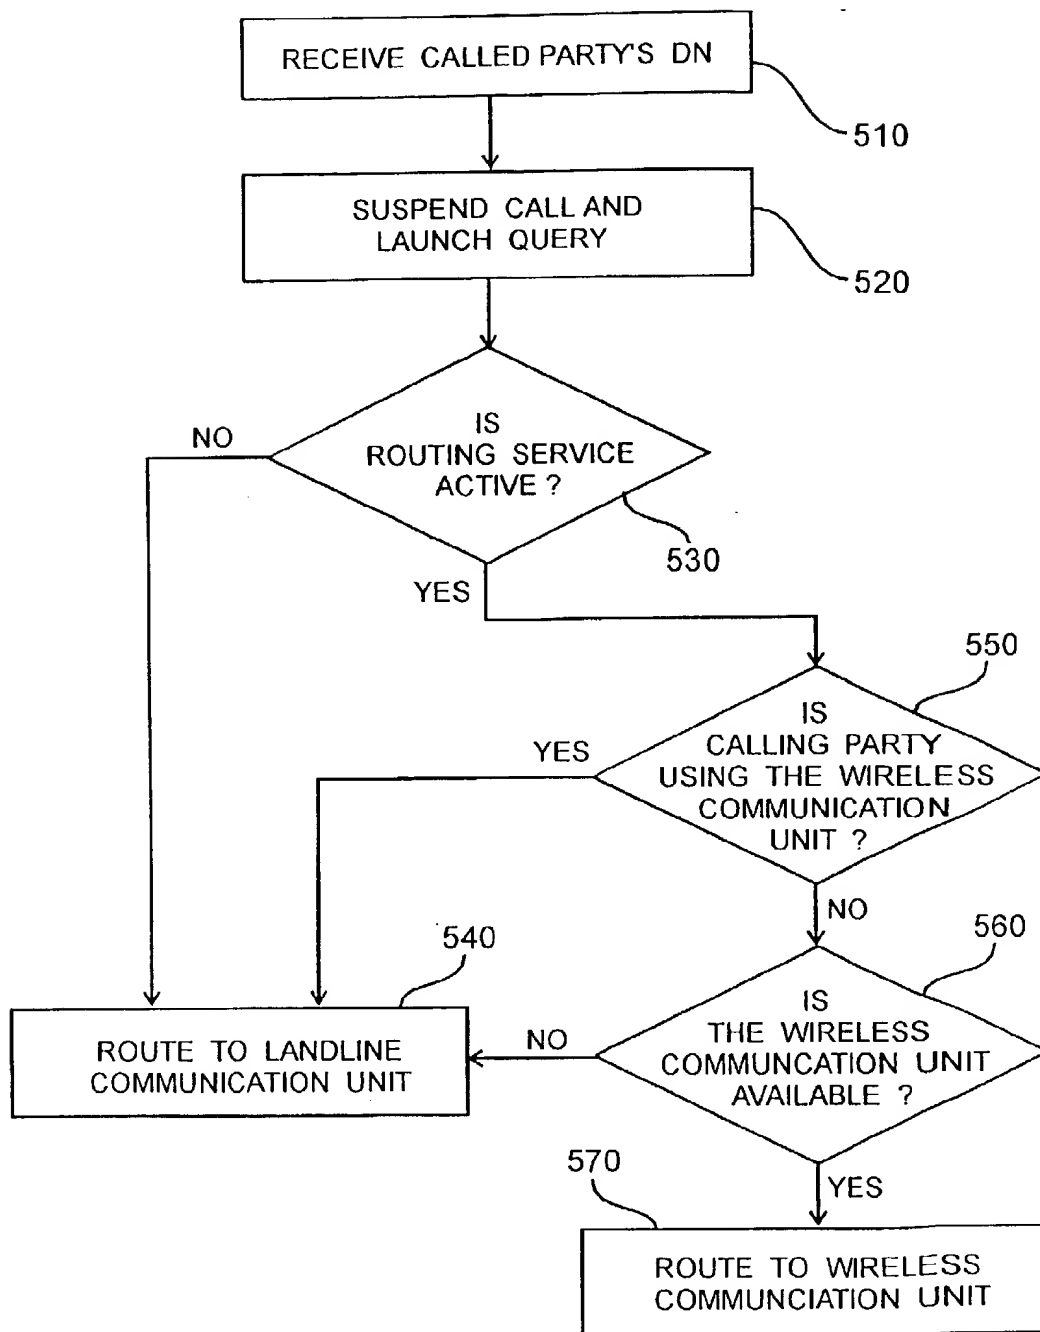 RECEIVE CALLED PARTY'S DN
510
SUSPEND CALL AND
LAUNCH QUERY
520
IS
ROUTING SERVICE
ACTIVE ?
NO
530
YES
550
IS
CALLING PARTY
USING THE WIRELESS
COMMUNICATION
UNIT ?
YES
NO
540
560
ROUTE TO LANDLINE
COMMUNICATION UNIT
NO
IS
THE WIRELESS
COMMUNCATION UNIT
AVAILABLE ?
570
YES
ROUTE TO WIRELESS
COMMUNCIATION UNIT